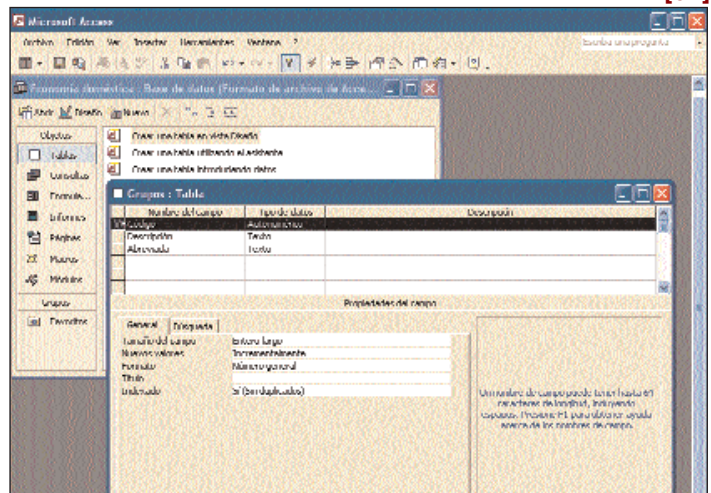 Microsoft Access
Archivo Edición Ver Insertar Herramientas Ventana ?
Escriba una pregunta
Economía doméstica : Base de datos (Formato de archivo de Acce...
Abrir Diseño Nuevo
Objetos
Tablas
Consultas
Formula...
Informes
Páginas
Macros
Módulos
Grupos
Favoritos
Crear una tabla en vista Diseño
Crear una tabla utilizando el asistente
Crear una tabla introduciendo datos
Grupos : Tabla
Nombre del campo Tipo de datos Descripción
Código Autonumérico
Descripción Texto
Abreviada Texto
Propiedades del campo
General Búsqueda
Tamaño del campo Entero largo
Nuevos valores Incrementalmente
Formato Número general
Título
Indexado Sí (Sin duplicados)
Un nombre de campo puede tener hasta 64
caracteres de longitud, incluyendo
espacios. Presione F1 para obtener ayuda
acerca de los nombres de campo.